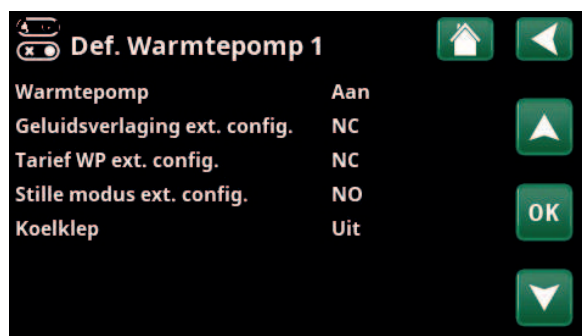 Def. Warmtepomp 1
Warmtepomp Aan
Geluidsverlaging ext. config. NC
Tarief WP ext. config. NC
Stille modus ext. config. NO
Koelklep Uit
OK